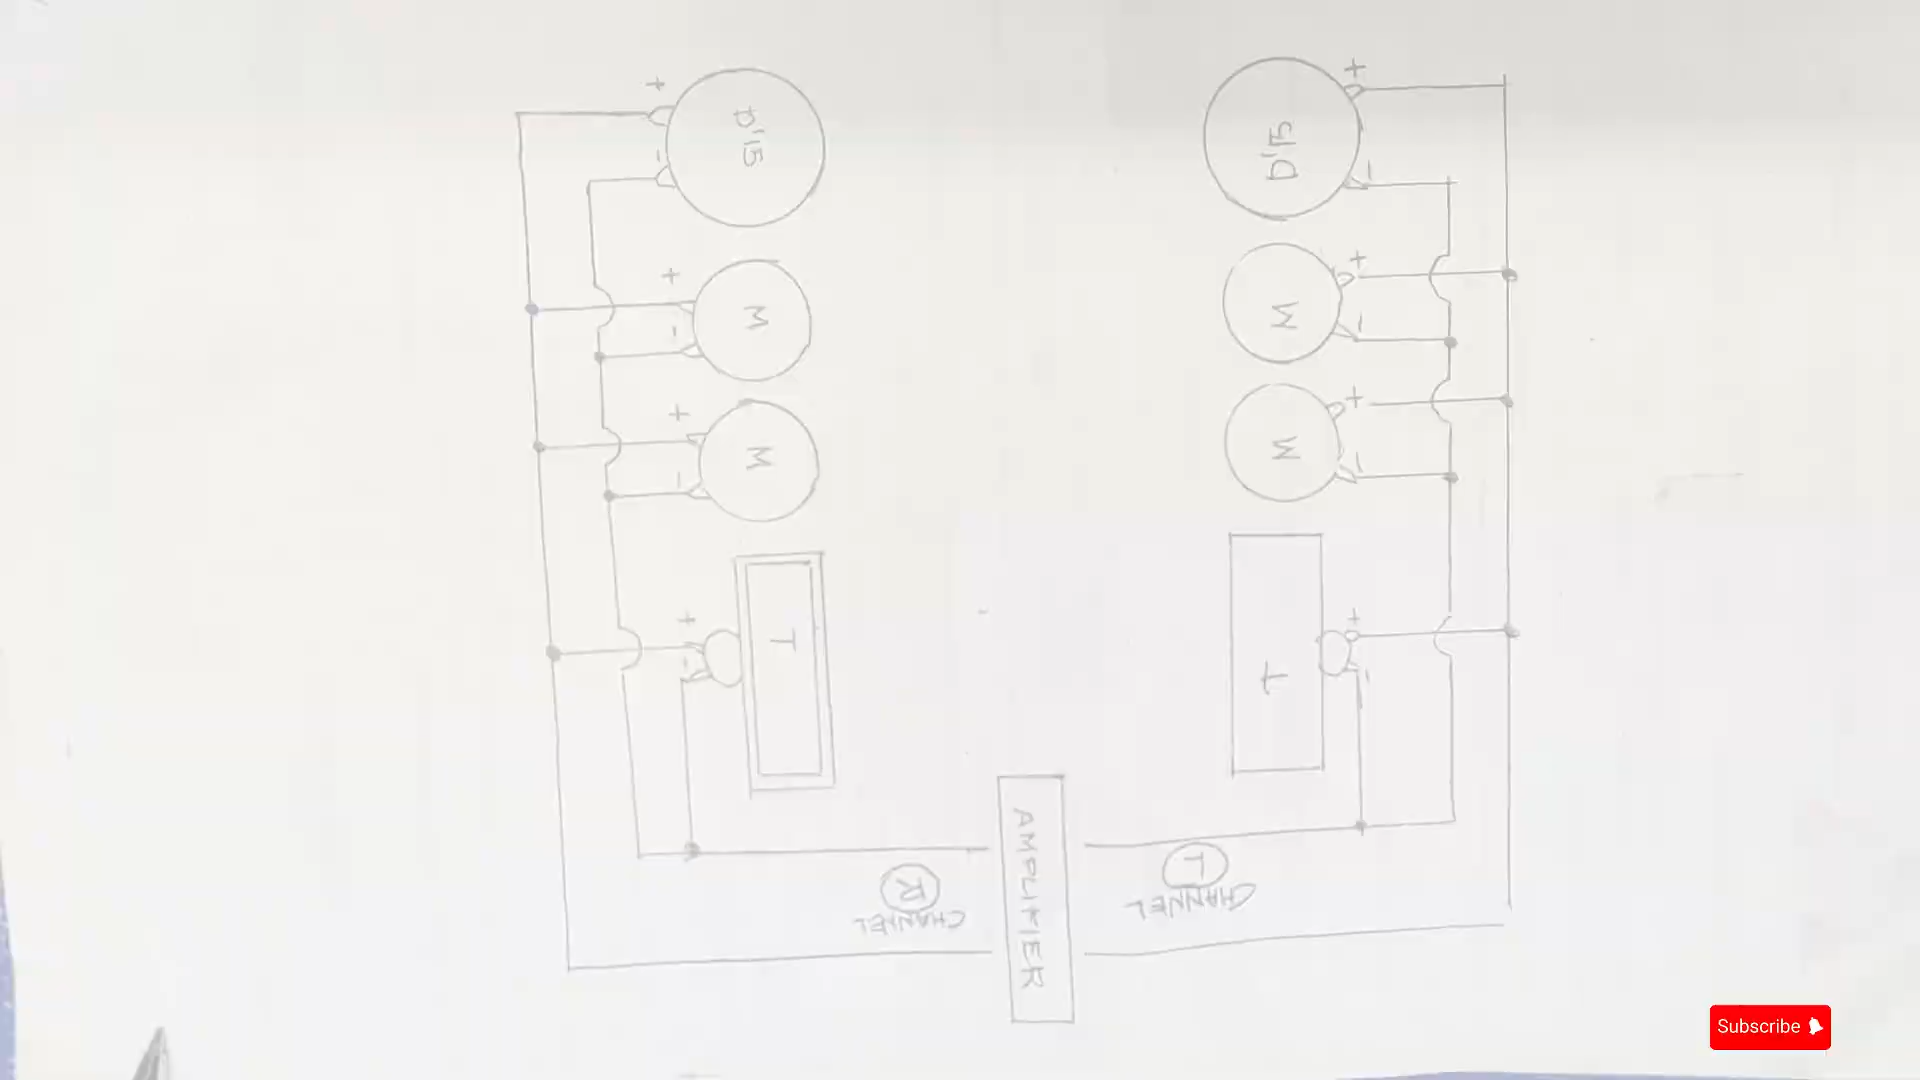 +
D'15
-
+
M
-
+
M
-
+
T
-
+
D'15
-
+
M
-
+
M
-
+
T
-
AMPLIFIER
R
CHANNEL
L
CHANNEL
Subscribe